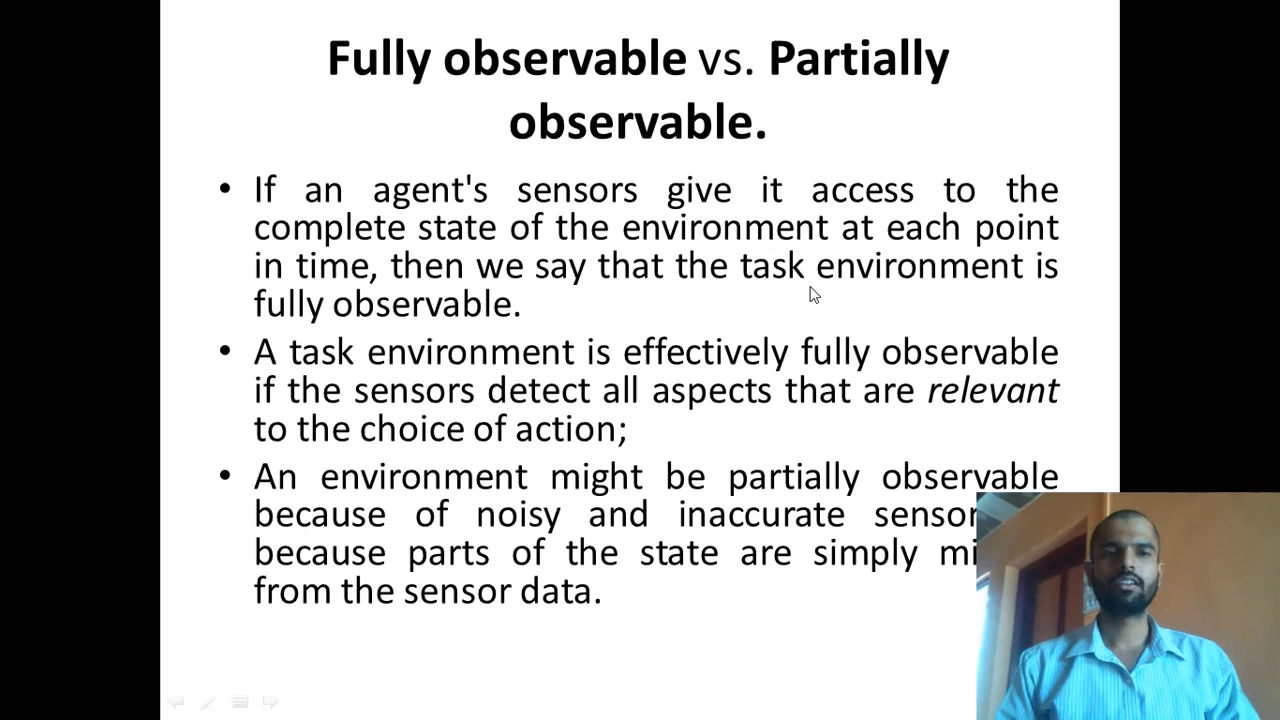 Fully observable vs. Partially
observable.
• If an agent's sensors give it access to the
complete state of the environment at each point
in time, then we say that the task environment is
fully observable.
• A task environment is effectively fully observable
if the sensors detect all aspects that are relevant
to the choice of action;
• An environment might be partially observable
because of noisy and inaccurate
because parts of the state are simply
from the sensor data.